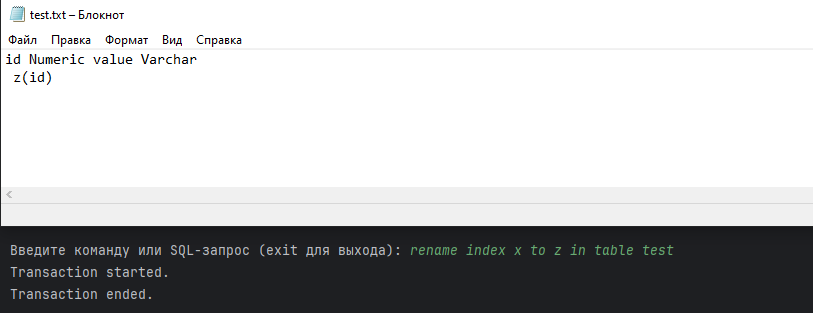 test.txt – Блокнот
Файл Правка Формат Вид Справка
id Numeric value Varchar
z(id)
Введите команду или SQL-запрос (exit для выхода): rename index x to z in table test
Transaction started.
Transaction ended.